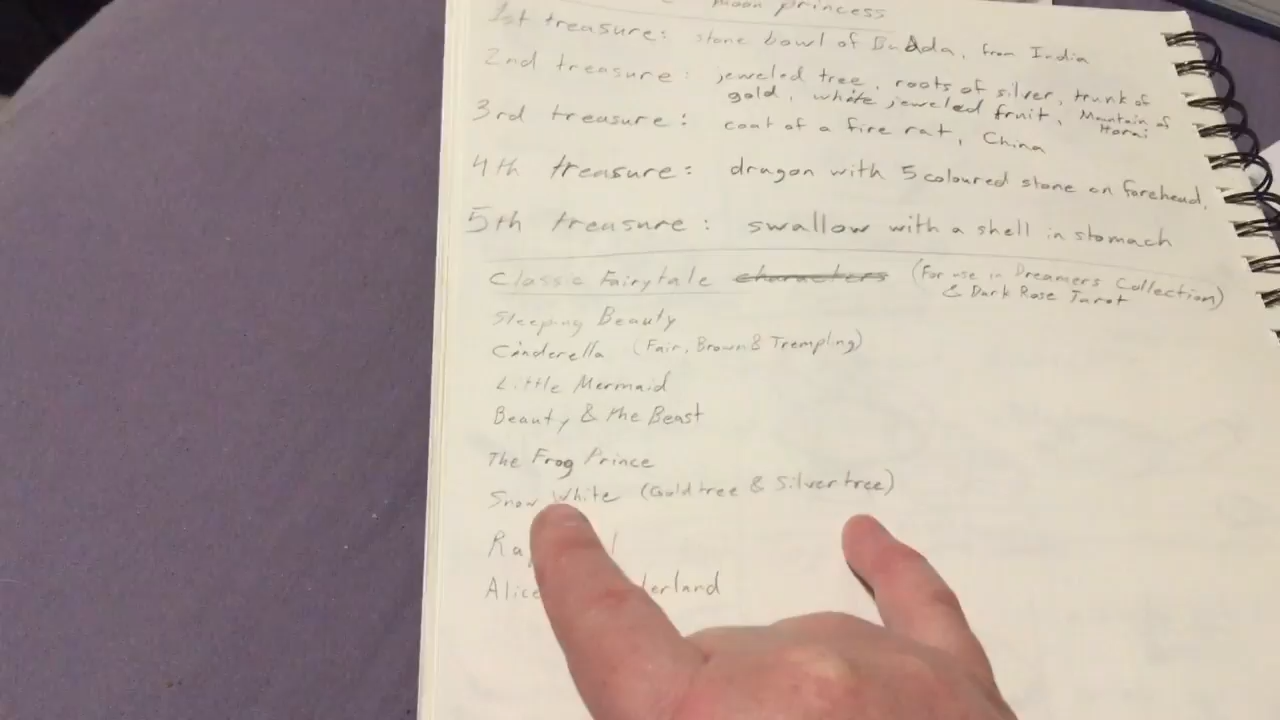 moon princess
1st treasure: stone bowl of Budda, from India
2nd treasure: jeweled tree, roots of silver, trunk of
gold, white jeweled fruit, Mountain of
Horai
3rd treasure: coat of a fire rat, China
4th treasure: dragon with 5 coloured stone on forehead,
5th treasure: swallow with a shell in stomach
Classic Fairytale characters (For use in Dreamers Collection)
& Dark Rose Tarot
Sleeping Beauty
Cinderella (Fair, Brown & Trempling)
Little Mermaid
Beauty & the Beast
The Frog Prince
Snow White (Goldtree & Silvertree)
Ra l
Alice derland